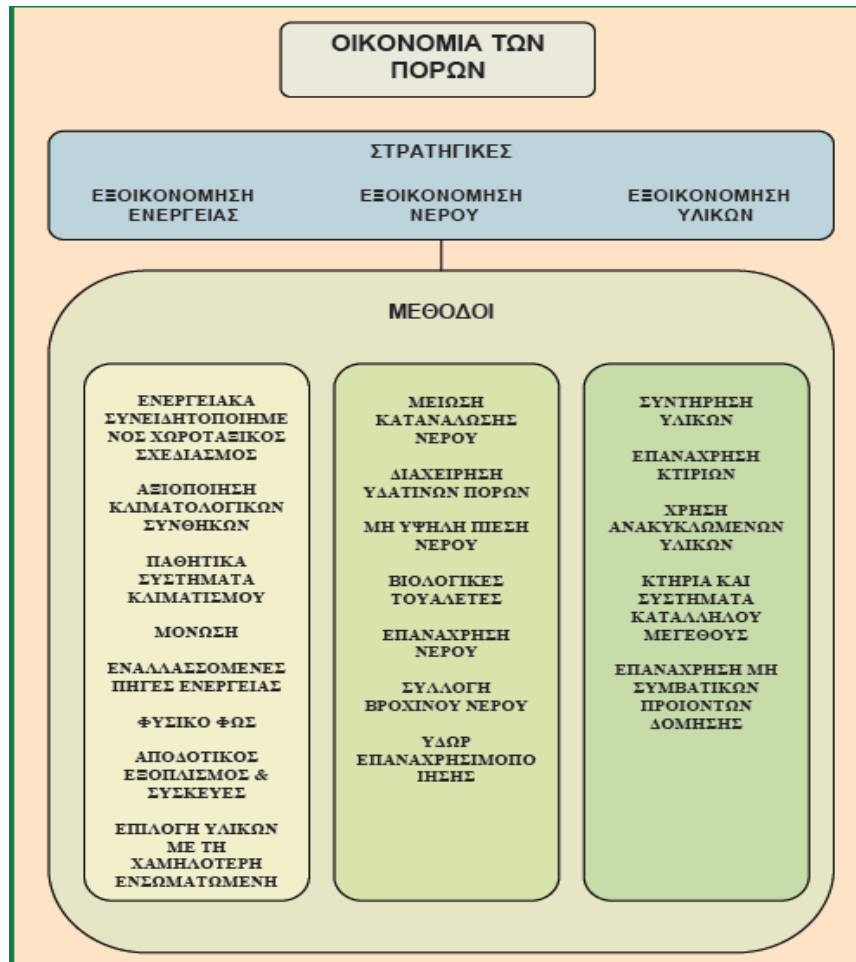 ΟΙΚΟΝΟΜΙΑ ΤΩΝ
ΠΟΡΩΝ
ΣΤΡΑΤΗΓΙΚΕΣ
ΕΞΟΙΚΟΝΟΜΗΣΗ
ΕΝΕΡΓΕΙΑΣ
ΕΞΟΙΚΟΝΟΜΗΣΗ
ΝΕΡΟΥ
ΕΞΟΙΚΟΝΟΜΗΣΗ
ΥΛΙΚΩΝ
ΜΕΘΟΔΟΙ
ΕΝΕΡΓΕΙΑΚΑ
ΣΥΝΕΙΔΗΤΟΠΟΙΗΜΕ
ΝΟΣ ΧΩΡΟΤΑΞΙΚΟΣ
ΣΧΕΔΙΑΣΜΟΣ
ΑΞΙΟΠΟΙΗΣΗ
ΚΛΙΜΑΤΟΛΟΓΙΚΩΝ
ΣΥΝΘΗΚΩΝ
ΠΑΘΗΤΙΚΑ
ΣΥΣΤΗΜΑΤΑ
ΚΛΙΜΑΤΙΣΜΟΥ
ΜΟΝΩΣΗ
ΕΝΑΛΛΑΣΣΟΜΕΝΕΣ
ΠΗΓΕΣ ΕΝΕΡΓΕΙΑΣ
ΦΥΣΙΚΟ ΦΩΣ
ΑΠΟΔΟΤΙΚΟΣ
ΕΞΟΠΛΙΣΜΟΣ &
ΣΥΣΚΕΥΕΣ
ΕΠΙΛΟΓΗ ΥΛΙΚΩΝ
ΜΕ ΤΗ
ΧΑΜΗΛΟΤΕΡΗ
ΕΝΣΩΜΑΤΩΜΕΝΗ
ΜΕΙΩΣΗ
ΚΑΤΑΝΑΛΩΣΗΣ
ΝΕΡΟΥ
ΔΙΑΧΕΙΡΗΣΗ
ΥΔΑΤΙΝΩΝ ΠΟΡΩΝ
ΜΗ ΥΨΗΛΗ ΠΙΕΣΗ
ΝΕΡΟΥ
ΒΙΟΛΟΓΙΚΕΣ
ΤΟΥΑΛΕΤΕΣ
ΕΠΑΝΑΧΡΗΣΗ
ΝΕΡΟΥ
ΣΥΛΛΟΓΗ
ΒΡΟΧΙΝΟΥ ΝΕΡΟΥ
ΥΔΩΡ
ΕΠΑΝΑΧΡΗΣΙΜΟΠΟ
ΙΗΣΗΣ
ΣΥΝΤΗΡΗΣΗ
ΥΛΙΚΩΝ
ΕΠΑΝΑΧΡΗΣΗ
ΚΤΙΡΙΩΝ
ΧΡΗΣΗ
ΑΝΑΚΥΚΛΩΜΕΝΩΝ
ΥΛΙΚΩΝ
ΚΤΗΡΙΑ ΚΑΙ
ΣΥΣΤΗΜΑΤΑ
ΚΑΤΑΛΛΗΛΟΥ
ΜΕΓΕΘΟΥΣ
ΕΠΑΝΑΧΡΗΣΗ ΜΗ
ΣΥΜΒΑΤΙΚΩΝ
ΠΡΟΙΟΝΤΩΝ
ΔΟΜΗΣΗΣ